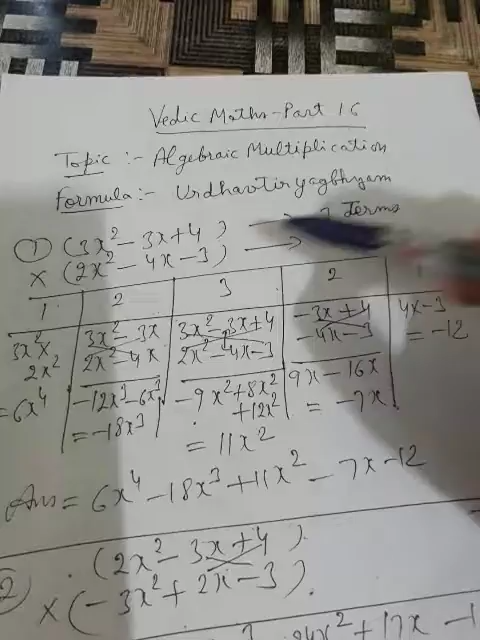 Vedic Maths-Part 16
Topic :- Algebraic Multiplication
Formula:- Urdhavtiryagbhyam
① (3x² - 3x+4) → Terms
× (2x² - 4x - 3) →
1 2 3 2
3x²x 3x² - 3x 3x² - 3x+4 -3x + 4 4x-3
2x² 2x² - 4x 2x² - 4x - 3 -4x - 3 = -12
= 6x⁴ -12x³ - 6x³ -9x² + 8x² 9x - 16x
= -18x³ +12x² = -7x
= 11x²
Ans = 6x⁴ - 18x³ + 11x² - 7x - 12
② (2x² - 3x + 4)
× (-3x² + 2x - 3)